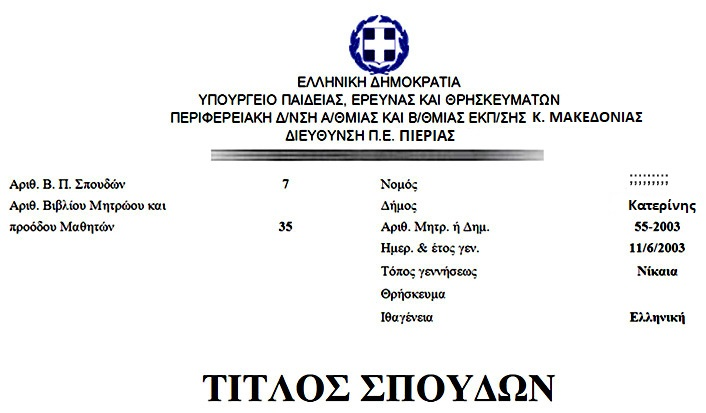 ΕΛΛΗΝΙΚΗ ΔΗΜΟΚΡΑΤΙΑ
ΥΠΟΥΡΓΕΙΟ ΠΑΙΔΕΙΑΣ, ΕΡΕΥΝΑΣ ΚΑΙ ΘΡΗΣΚΕΥΜΑΤΩΝ
ΠΕΡΙΦΕΡΕΙΑΚΗ Δ/ΝΣΗ Α/ΘΜΙΑΣ ΚΑΙ Β/ΘΜΙΑΣ ΕΚΠ/ΣΗΣ Κ. ΜΑΚΕΔΟΝΙΑΣ
ΔΙΕΥΘΥΝΣΗ Π.Ε. ΠΙΕΡΙΑΣ
Αριθ. Β. Π. Σπουδών 7
Αριθ. Βιβλίου Μητρώου και
προόδου Μαθητών 35
Νομός ;;;;;;;;;
Δήμος Κατερίνης
Αριθ. Μητρ. ή Δημ. 55-2003
Ημερ. & έτος γεν. 11/6/2003
Τόπος γεννήσεως Νίκαια
Θρήσκευμα
Ιθαγένεια Ελληνική
ΤΙΤΛΟΣ ΣΠΟΥΔΩΝ